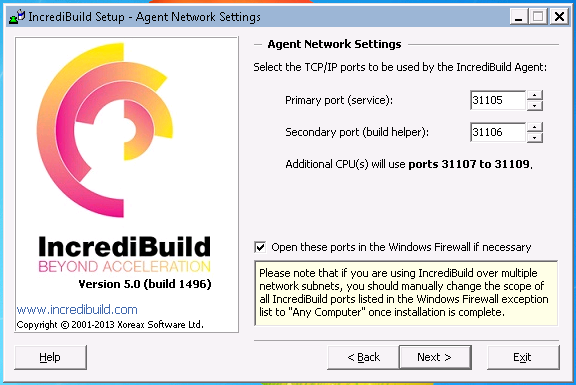 IncrediBuild Setup - Agent Network Settings
Agent Network Settings
Select the TCP/IP ports to be used by the IncrediBuild Agent:
Primary port (service):
31105
Secondary port (build helper):
31106
Additional CPU(s) will use ports 31107 to 31109.
IncrediBuild
BEYOND ACCELERATION
Version 5.0 (build 1496)
www.incredibuild.com
Copyright © 2001-2013 Xoreax Software Ltd.
Open these ports in the Windows Firewall if necessary
Please note that if you are using IncrediBuild over multiple
network subnets, you should manually change the scope of
all IncrediBuild ports listed in the Windows Firewall exception
list to "Any Computer" once installation is complete.
Help
< Back
Next >
Exit